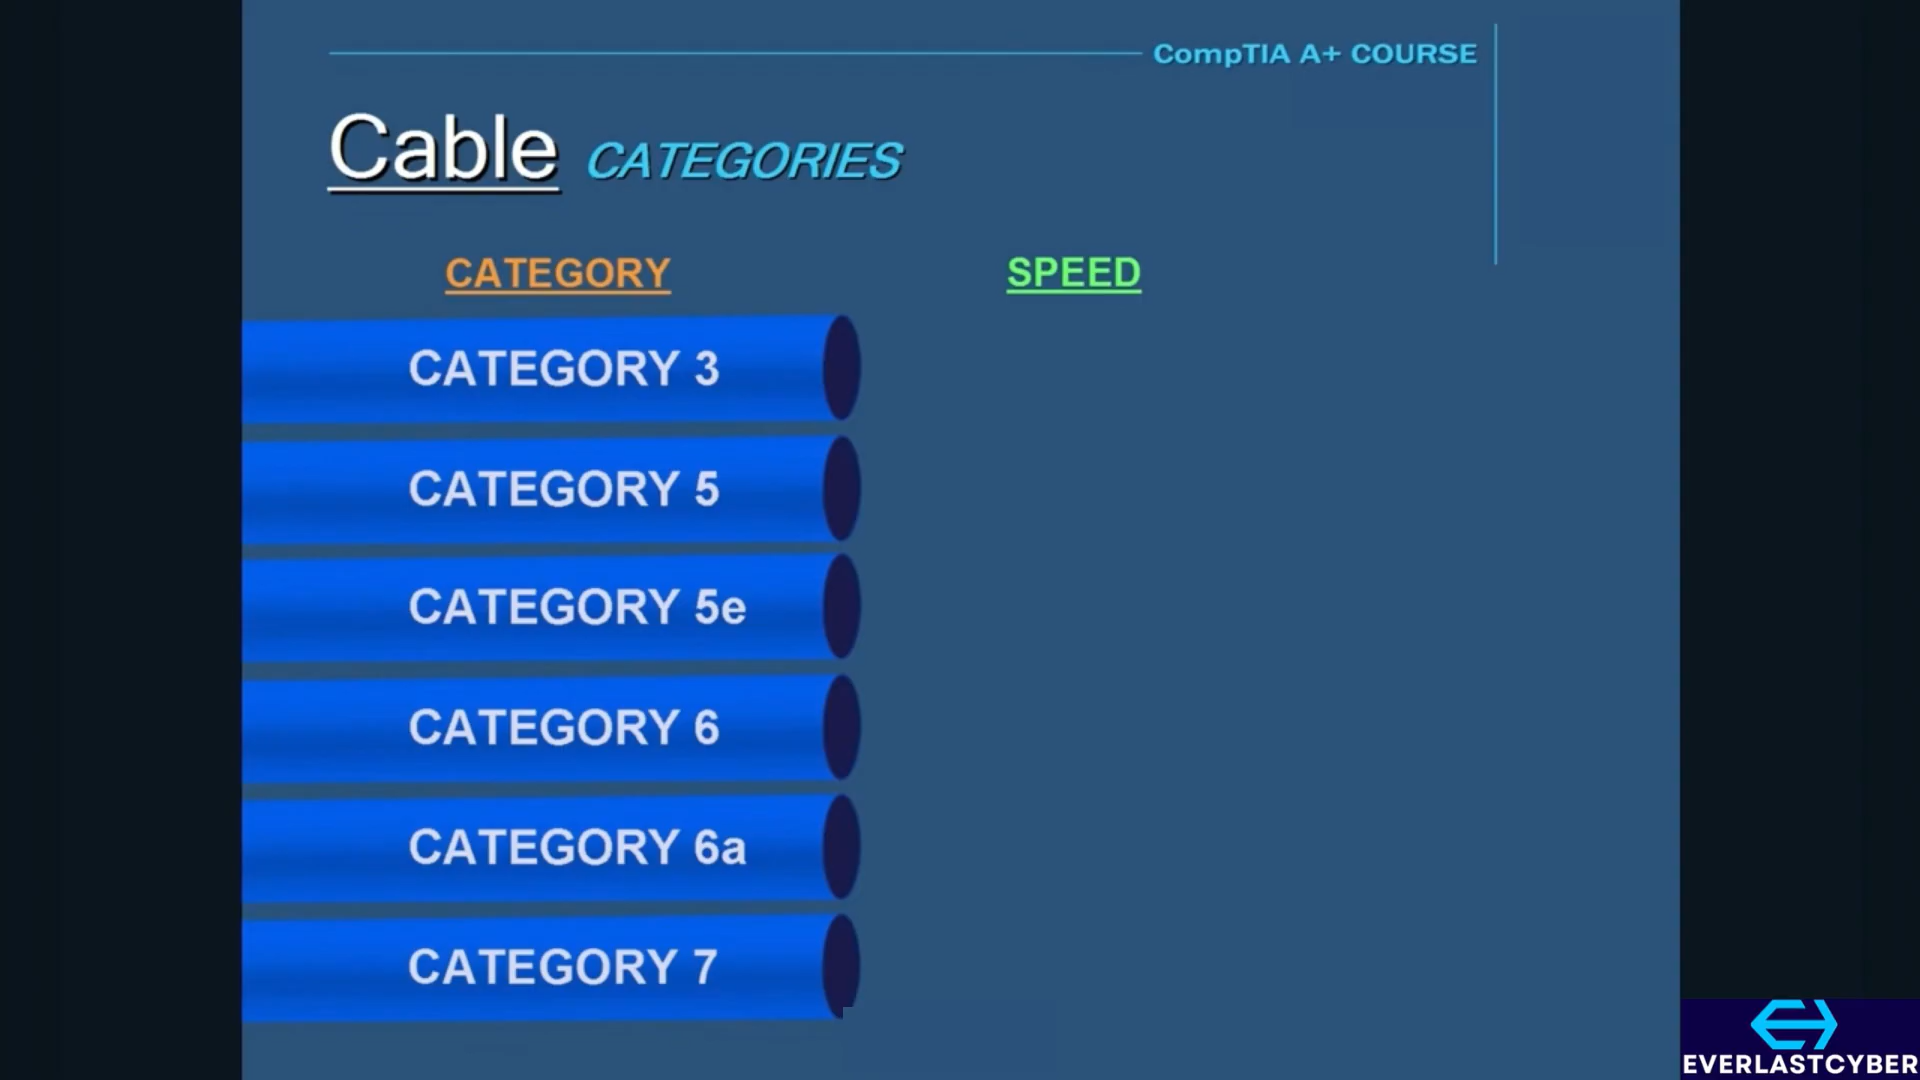 CompTIA A+ COURSE
Cable CATEGORIES
CATEGORY SPEED
CATEGORY 3
CATEGORY 5
CATEGORY 5e
CATEGORY 6
CATEGORY 6a
CATEGORY 7
EVERLASTCYBER